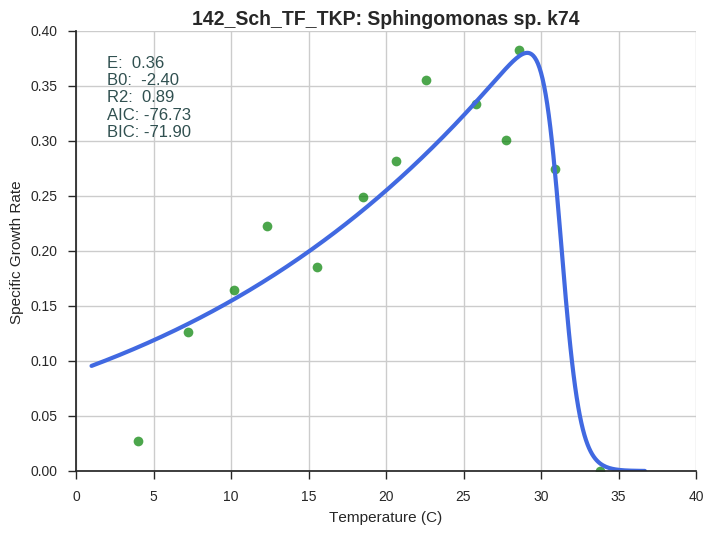 142_Sch_TF_TKP: Sphingomonas sp. k74
E:  0.36
B0:  -2.40
R2:  0.89
AIC: -76.73
BIC: -71.90
Specific Growth Rate
0.40
0.35
0.30
0.25
0.20
0.15
0.10
0.05
0.00
0 5 10 15 20 25 30 35 40
Temperature (C)